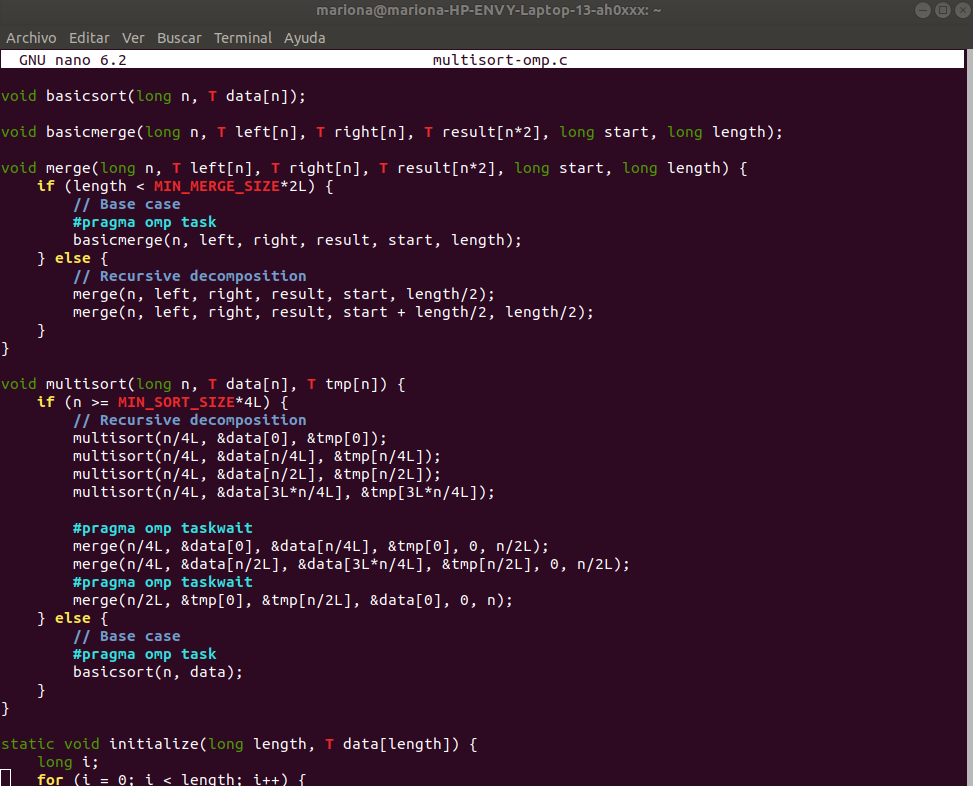 mariona@mariona-HP-ENVY-Laptop-13-ah0xxx: ~
Archivo Editar Ver Buscar Terminal Ayuda
GNU nano 6.2 multisort-omp.c
void basicsort(long n, T data[n]);
void basicmerge(long n, T left[n], T right[n], T result[n*2], long start, long length);
void merge(long n, T left[n], T right[n], T result[n*2], long start, long length) {
    if (length < MIN_MERGE_SIZE*2L) {
        // Base case
        #pragma omp task
        basicmerge(n, left, right, result, start, length);
    } else {
        // Recursive decomposition
        merge(n, left, right, result, start, length/2);
        merge(n, left, right, result, start + length/2, length/2);
    }
}
void multisort(long n, T data[n], T tmp[n]) {
    if (n >= MIN_SORT_SIZE*4L) {
        // Recursive decomposition
        multisort(n/4L, &data[0], &tmp[0]);
        multisort(n/4L, &data[n/4L], &tmp[n/4L]);
        multisort(n/4L, &data[n/2L], &tmp[n/2L]);
        multisort(n/4L, &data[3L*n/4L], &tmp[3L*n/4L]);
        #pragma omp taskwait
        merge(n/4L, &data[0], &data[n/4L], &tmp[0], 0, n/2L);
        merge(n/4L, &data[n/2L], &data[3L*n/4L], &tmp[n/2L], 0, n/2L);
        #pragma omp taskwait
        merge(n/2L, &tmp[0], &tmp[n/2L], &data[0], 0, n);
    } else {
        // Base case
        #pragma omp task
        basicsort(n, data);
    }
}
static void initialize(long length, T data[length]) {
    long i;
    for (i = 0; i < length; i++) {